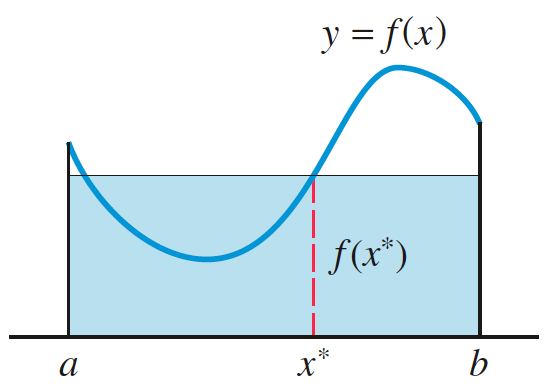 y = f(x)
f(x*)
a x* b